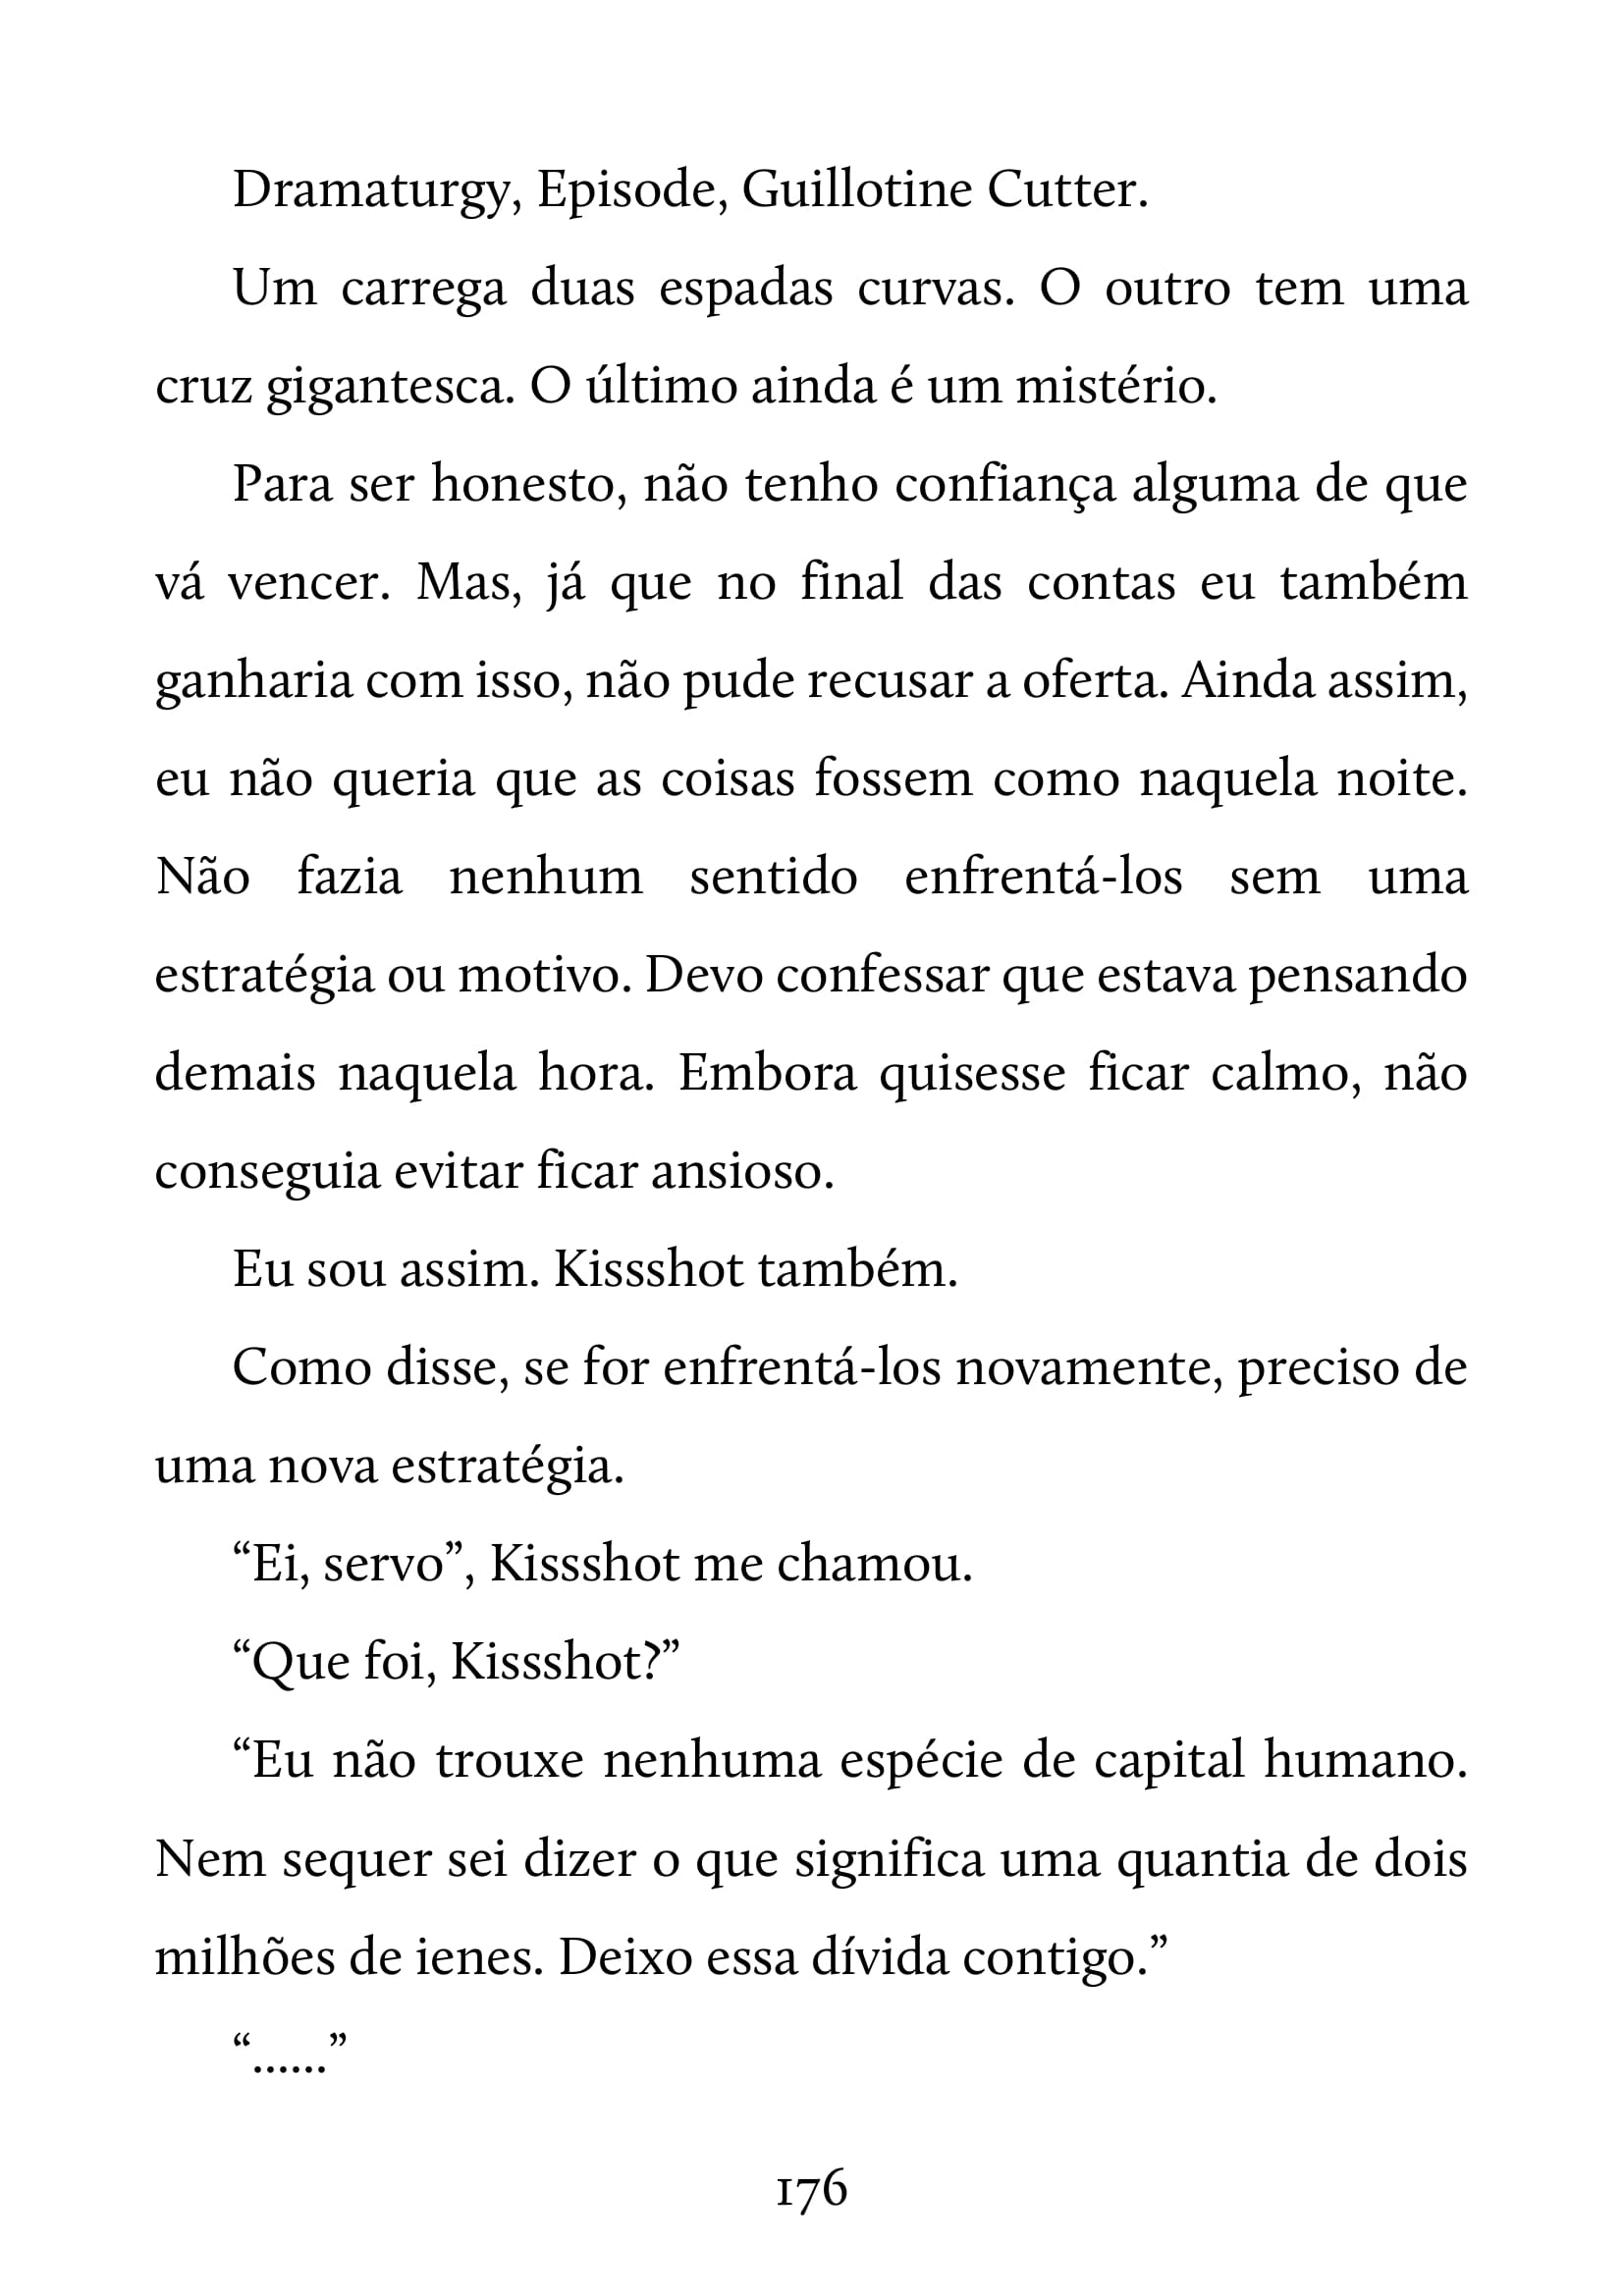 Dramaturgy, Episode, Guillotine Cutter.
Um carrega duas espadas curvas. O outro tem uma
cruz gigantesca. O último ainda é um mistério.
Para ser honesto, não tenho confiança alguma de que
vá vencer. Mas, já que no final das contas eu também
ganharia com isso, não pude recusar a oferta. Ainda assim,
eu não queria que as coisas fossem como naquela noite.
Não fazia nenhum sentido enfrentá-los sem uma
estratégia ou motivo. Devo confessar que estava pensando
demais naquela hora. Embora quisesse ficar calmo, não
conseguia evitar ficar ansioso.
Eu sou assim. Kissshot também.
Como disse, se for enfrentá-los novamente, preciso de
uma nova estratégia.
“Ei, servo”, Kissshot me chamou.
“Que foi, Kissshot?”
“Eu não trouxe nenhuma espécie de capital humano.
Nem sequer sei dizer o que significa uma quantia de dois
milhões de ienes. Deixo essa dívida contigo.”
“......”
176